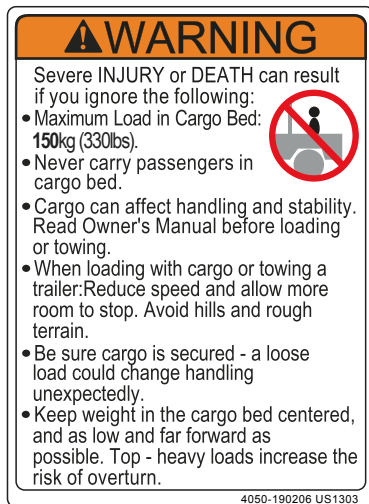 WARNING
Severe INJURY or DEATH can result
if you ignore the following:
• Maximum Load in Cargo Bed:
150kg (330lbs).
• Never carry passengers in
cargo bed.
• Cargo can affect handling and stability.
Read Owner's Manual before loading
or towing.
• When loading with cargo or towing a
trailer:Reduce speed and allow more
room to stop. Avoid hills and rough
terrain.
• Be sure cargo is secured - a loose
load could change handling
unexpectedly.
• Keep weight in the cargo bed centered,
and as low and far forward as
possible. Top - heavy loads increase the
risk of overturn.
4050-190206 US1303